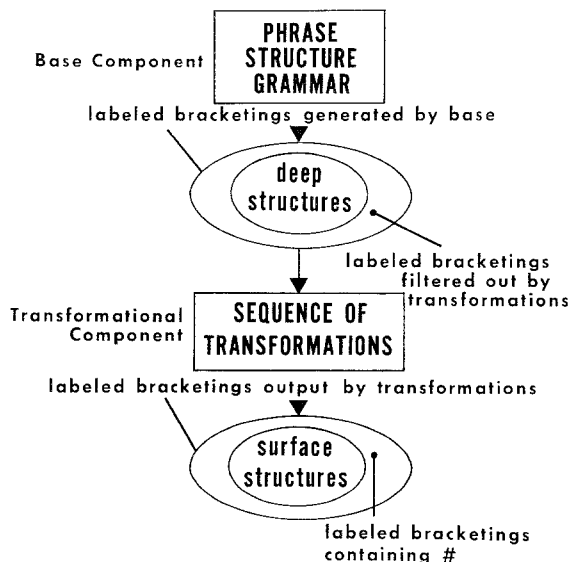 PHRASE
STRUCTURE
GRAMMAR
Base Component
labeled bracketings generated by base
deep
structures
labeled bracketings
filtered out by
transformations
Transformational
Component
SEQUENCE OF
TRANSFORMATIONS
labeled bracketings output by transformations
surface
structures
labeled bracketings
containing #